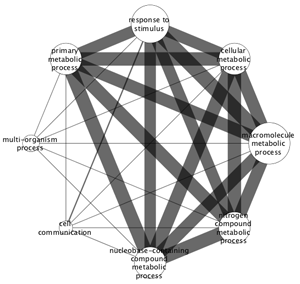 response to
stimulus
primary
metabolic
process
cellular
metabolic
process
multi-organism
process
macromolecule
metabolic
process
cell
communication
nitrogen
compound
metabolic
process
nucleobase-containing
compound
metabolic
process